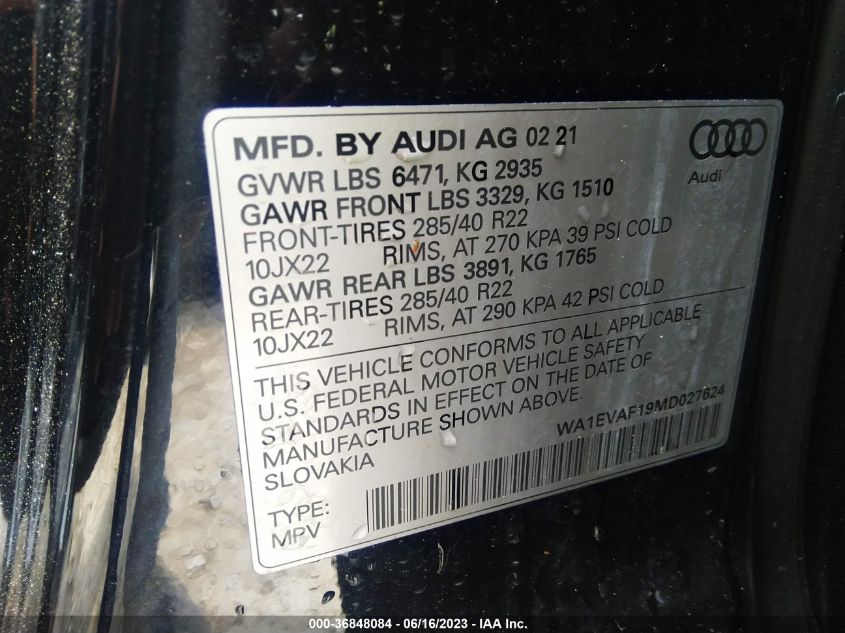 MFD. BY AUDI AG 02 21
Audi
GVWR LBS 6471, KG 2935
GAWR FRONT LBS 3329, KG 1510
FRONT-TIRES 285/40 R22
10JX22 RIMS, AT 270 KPA 39 PSI COLD
GAWR REAR LBS 3891, KG 1765
REAR-TIRES 285/40 R22
10JX22 RIMS, AT 290 KPA 42 PSI COLD
THIS VEHICLE CONFORMS TO ALL APPLICABLE
U.S. FEDERAL MOTOR VEHICLE SAFETY
STANDARDS IN EFFECT ON THE DATE OF
MANUFACTURE SHOWN ABOVE.
SLOVAKIA
WA1EVAF19MD027624
TYPE:
MPV
000-36848084 - 06/16/2023 - IAA Inc.